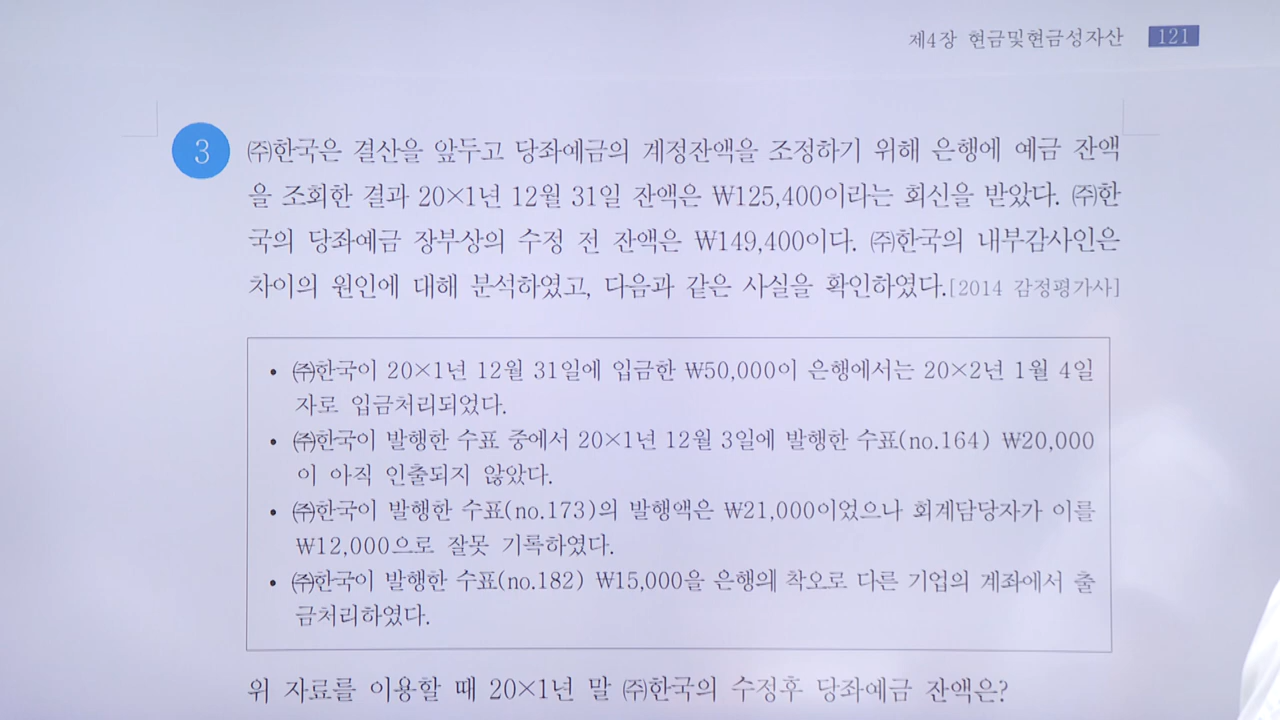 제4장 현금및현금성자산 121
3 ㈜한국은 결산을 앞두고 당좌예금의 계정잔액을 조정하기 위해 은행에 예금 잔액
을 조회한 결과 20×1년 12월 31일 잔액은 ₩125,400이라는 회신을 받았다. ㈜한
국의 당좌예금 장부상의 수정 전 잔액은 ₩149,400이다. ㈜한국의 내부감사인은
차이의 원인에 대해 분석하였고, 다음과 같은 사실을 확인하였다.[2014 감정평가사]
• ㈜한국이 20×1년 12월 31일에 입금한 ₩50,000이 은행에서는 20×2년 1월 4일
자로 입금처리되었다.
• ㈜한국이 발행한 수표 중에서 20×1년 12월 3일에 발행한 수표(no.164) ₩20,000
이 아직 인출되지 않았다.
• ㈜한국이 발행한 수표(no.173)의 발행액은 ₩21,000이었으나 회계담당자가 이를
₩12,000으로 잘못 기록하였다.
• ㈜한국이 발행한 수표(no.182) ₩15,000을 은행의 착오로 다른 기업의 계좌에서 출
금처리하였다.
위 자료를 이용할 때 20×1년 말 ㈜한국의 수정후 당좌예금 잔액은?